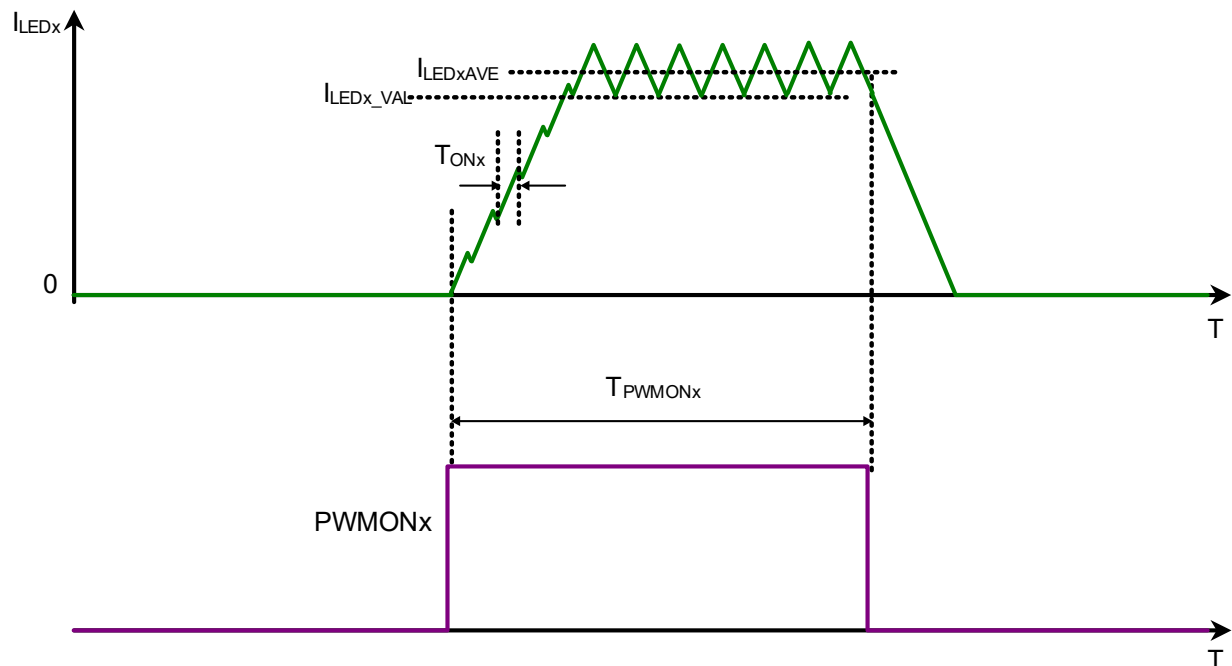 ILEDx
ILEDxAVE
ILEDx_VAL
TONx
0
T
TPWMONx
PWMONx
T